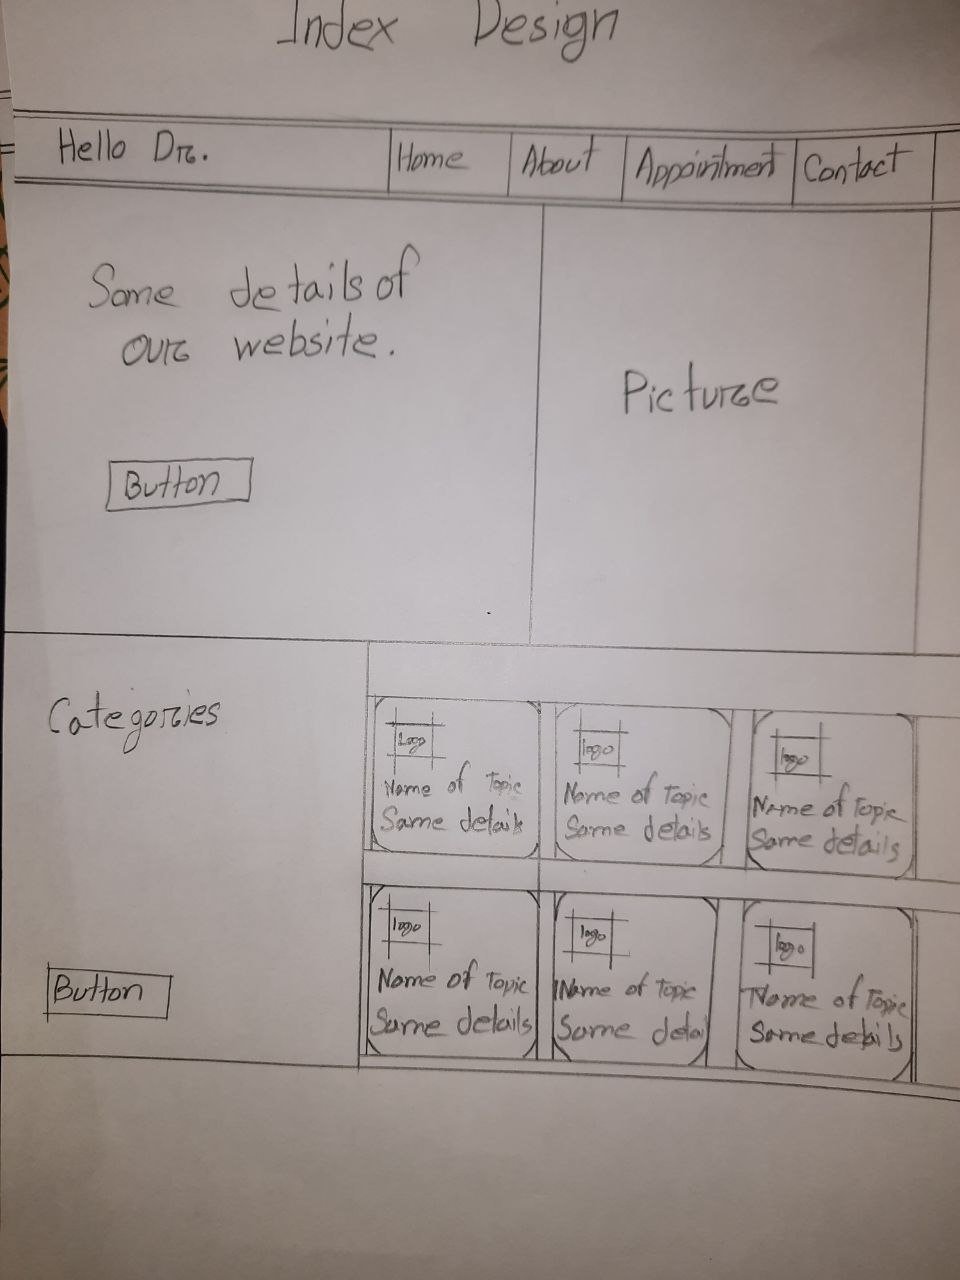 Index Design
Hello Dr.
Home
About
Appointment
Contact
Some details of
our website.
Button
Picture
Categories
Logo
Name of Topic
Some details
logo
Name of Topic
Some details
logo
Name of Topic
Some details
logo
Name of Topic
Some details
logo
Name of Topic
Some detai
logo
Name of Topic
Some details
Button